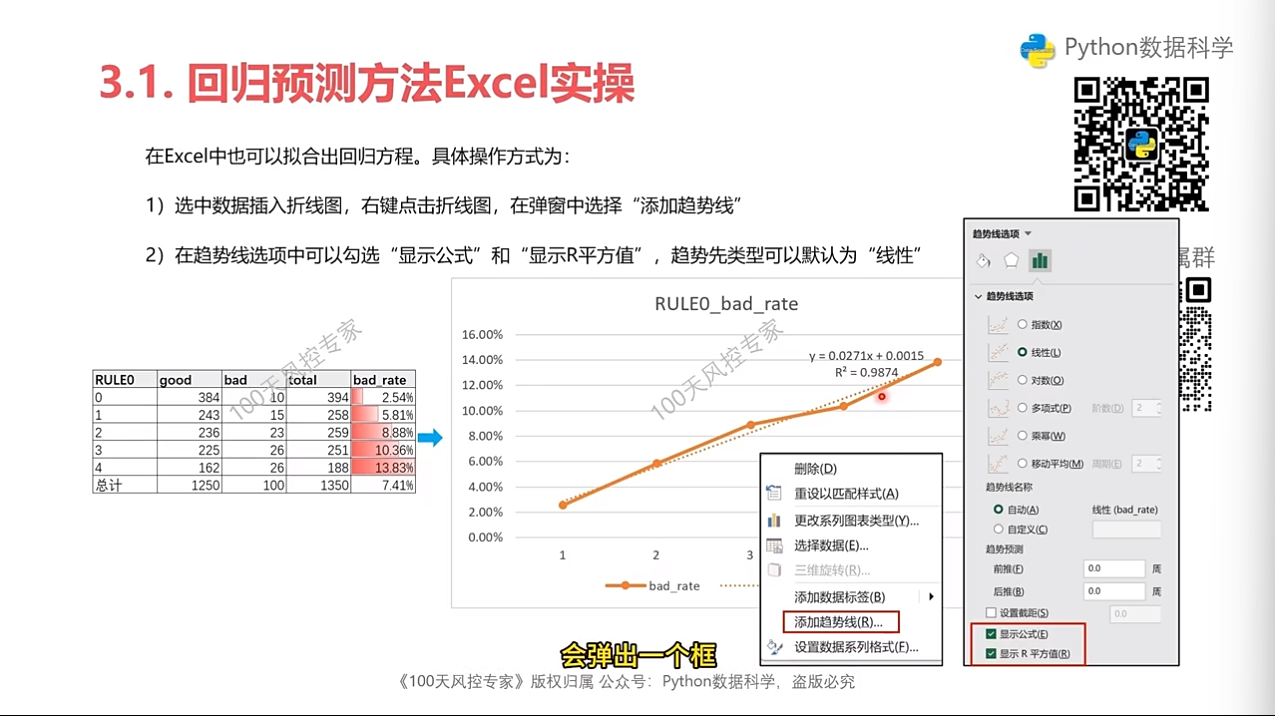 Python数据科学
3.1. 回归预测方法Excel实操
在Excel中也可以拟合出回归方程。具体操作方式为：
1）选中数据插入折线图，右键点击折线图，在弹窗中选择“添加趋势线”
2）在趋势线选项中可以勾选“显示公式”和“显示R平方值”，趋势先类型可以默认为“线性”
属群
RULE0 good bad total bad_rate
0 384 10 394 2.54%
1 243 15 258 5.81%
2 236 23 259 8.88%
3 225 26 251 10.36%
4 162 26 188 13.83%
总计 1250 100 1350 7.41%
100天风控专家
RULE0_bad_rate
16.00%
14.00%
12.00%
10.00%
8.00%
6.00%
4.00%
2.00%
0.00%
y = 0.0271x + 0.0015
R² = 0.9874
100天风控专家
1 2 3
bad_rate
删除(D)
重设以匹配样式(A)
更改系列图表类型(Y)...
选择数据(E)...
三维旋转(R)...
添加数据标签(B)
添加趋势线(R)...
设置数据系列格式(F)...
趋势线选项
趋势线选项
指数(X)
线性(L)
对数(O)
多项式(P) 阶数(D) 2
乘幂(W)
移动平均(M) 周期(E) 2
趋势线名称
自动(A) 线性 (bad_rate)
自定义(C)
趋势预测
前推(F) 0.0 周
后推(B) 0.0 周
设置截距(S) 0.0
显示公式(E)
显示 R 平方值(R)
会弹出一个框
《100天风控专家》版权归属 公众号：Python数据科学，盗版必究